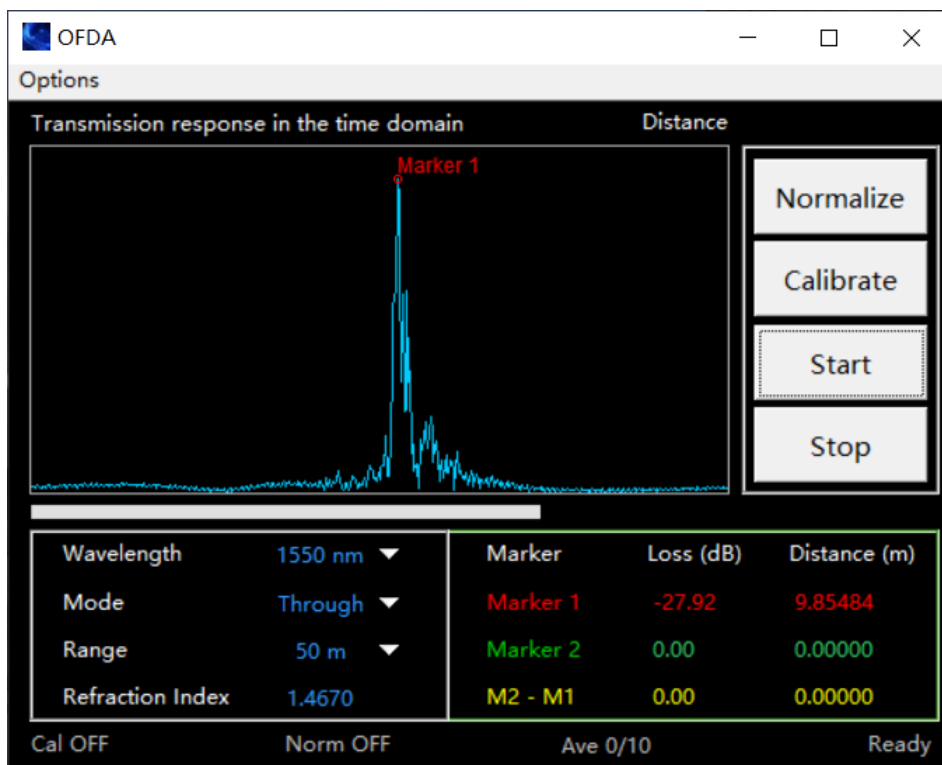 OFDA
Options
Transmission response in the time domain Distance
Marker 1
Normalize
Calibrate
Start
Stop
Wavelength 1550 nm
Mode Through
Range 50 m
Refraction Index 1.4670
Marker Loss (dB) Distance (m)
Marker 1 -27.92 9.85484
Marker 2 0.00 0.00000
M2 - M1 0.00 0.00000
Cal OFF Norm OFF Ave 0/10 Ready